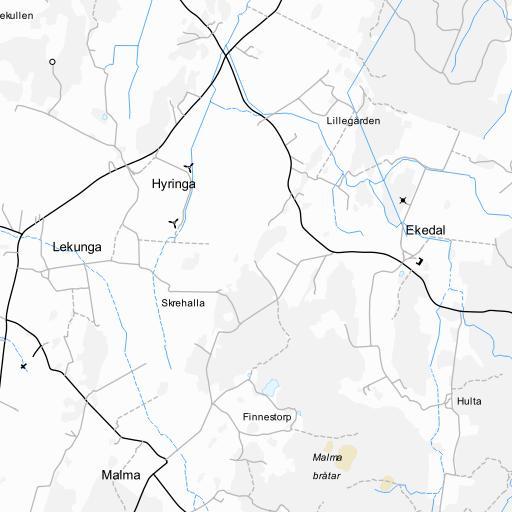 ekullen
Lillegården
Hyringa
Ekedal
Lekunga
Skrehalla
Hulta
Finnestorp
Malma
bråtar
Malma